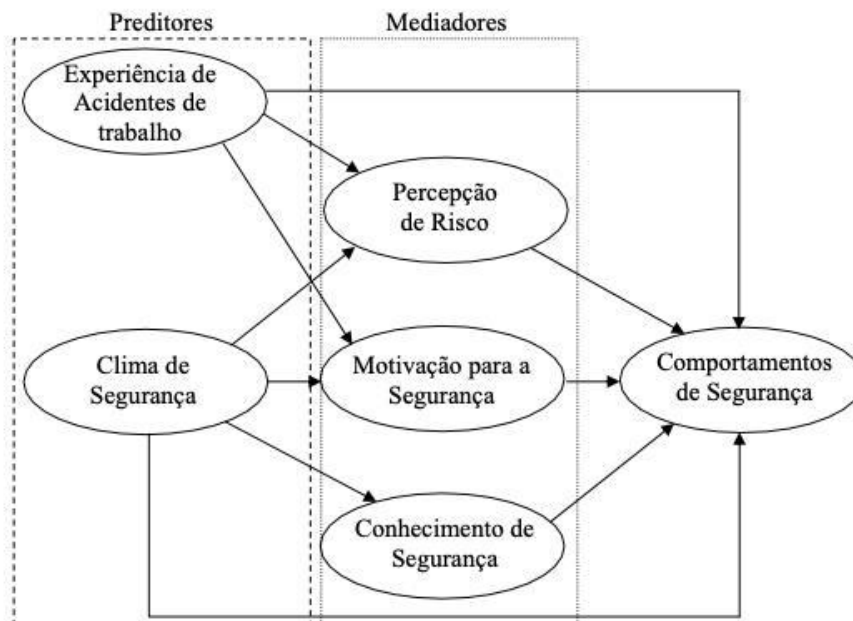 Preditores
Mediadores
Experiência de
Acidentes de
trabalho
Percepção
de Risco
Clima de
Segurança
Motivação para a
Segurança
Comportamentos
de Segurança
Conhecimento de
Segurança